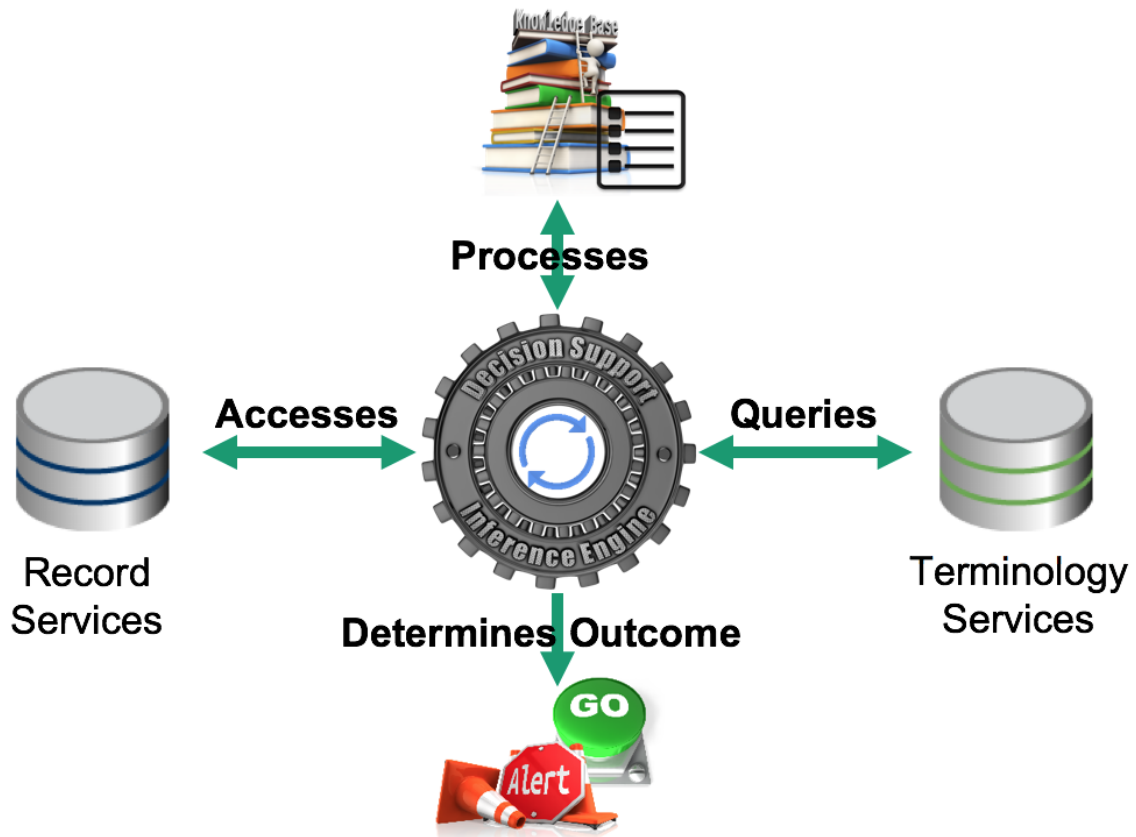 Knowledge Base
Processes
Decision Support
Accesses
Queries
Inference Engine
Record
Services
Terminology
Services
Determines Outcome
GO
Alert